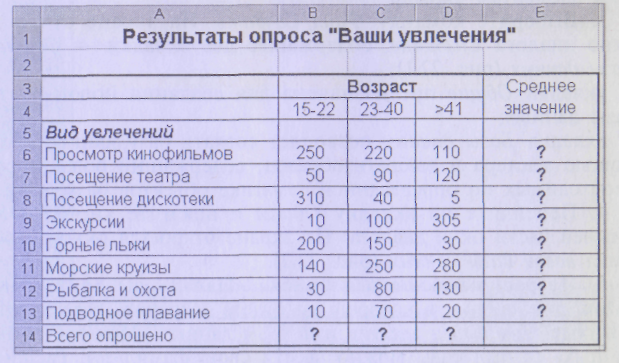 A B C D E
1 Результаты опроса "Ваши увлечения"
2
3 Возраст Среднее
4 15-22 23-40 >41 значение
5 Вид увлечений
6 Просмотр кинофильмов 250 220 110 ?
7 Посещение театра 50 90 120 ?
8 Посещение дискотеки 310 40 5 ?
9 Экскурсии 10 100 305 ?
10 Горные лыжи 200 150 30 ?
11 Морские круизы 140 250 280 ?
12 Рыбалка и охота 30 80 130 ?
13 Подводное плавание 10 70 20 ?
14 Всего опрошено ? ? ?